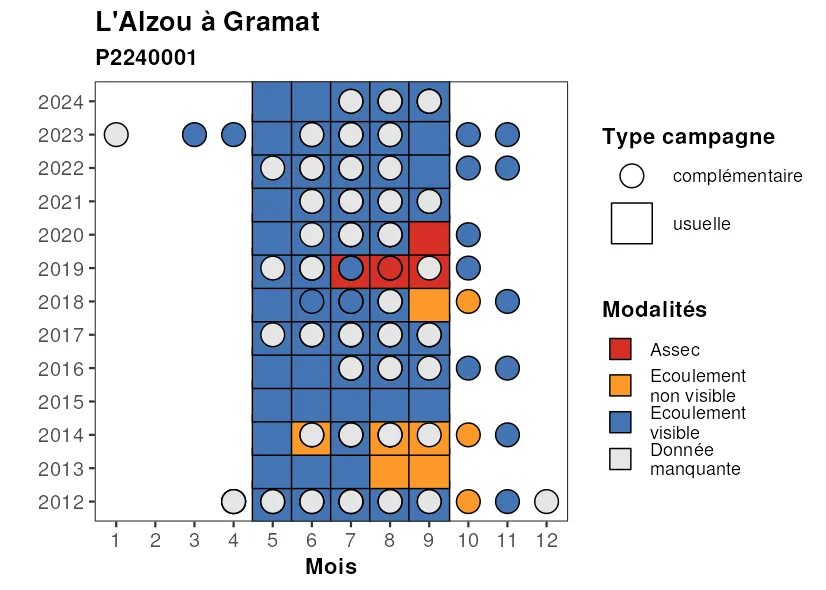 L'Alzou à Gramat
P2240001
2024
2023
2022
2021
2020
2019
2018
2017
2016
2015
2014
2013
2012
1 2 3 4 5 6 7 8 9 10 11 12
Mois
Type campagne
complémentaire
usuelle
Modalités
Assec
Ecoulement
non visible
Ecoulement
visible
Donnée
manquante